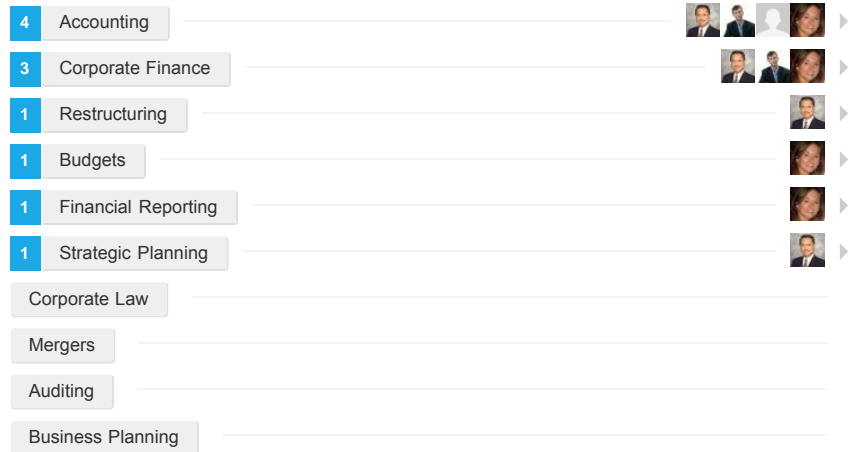 4 Accounting
3 Corporate Finance
1 Restructuring
1 Budgets
1 Financial Reporting
1 Strategic Planning
Corporate Law
Mergers
Auditing
Business Planning